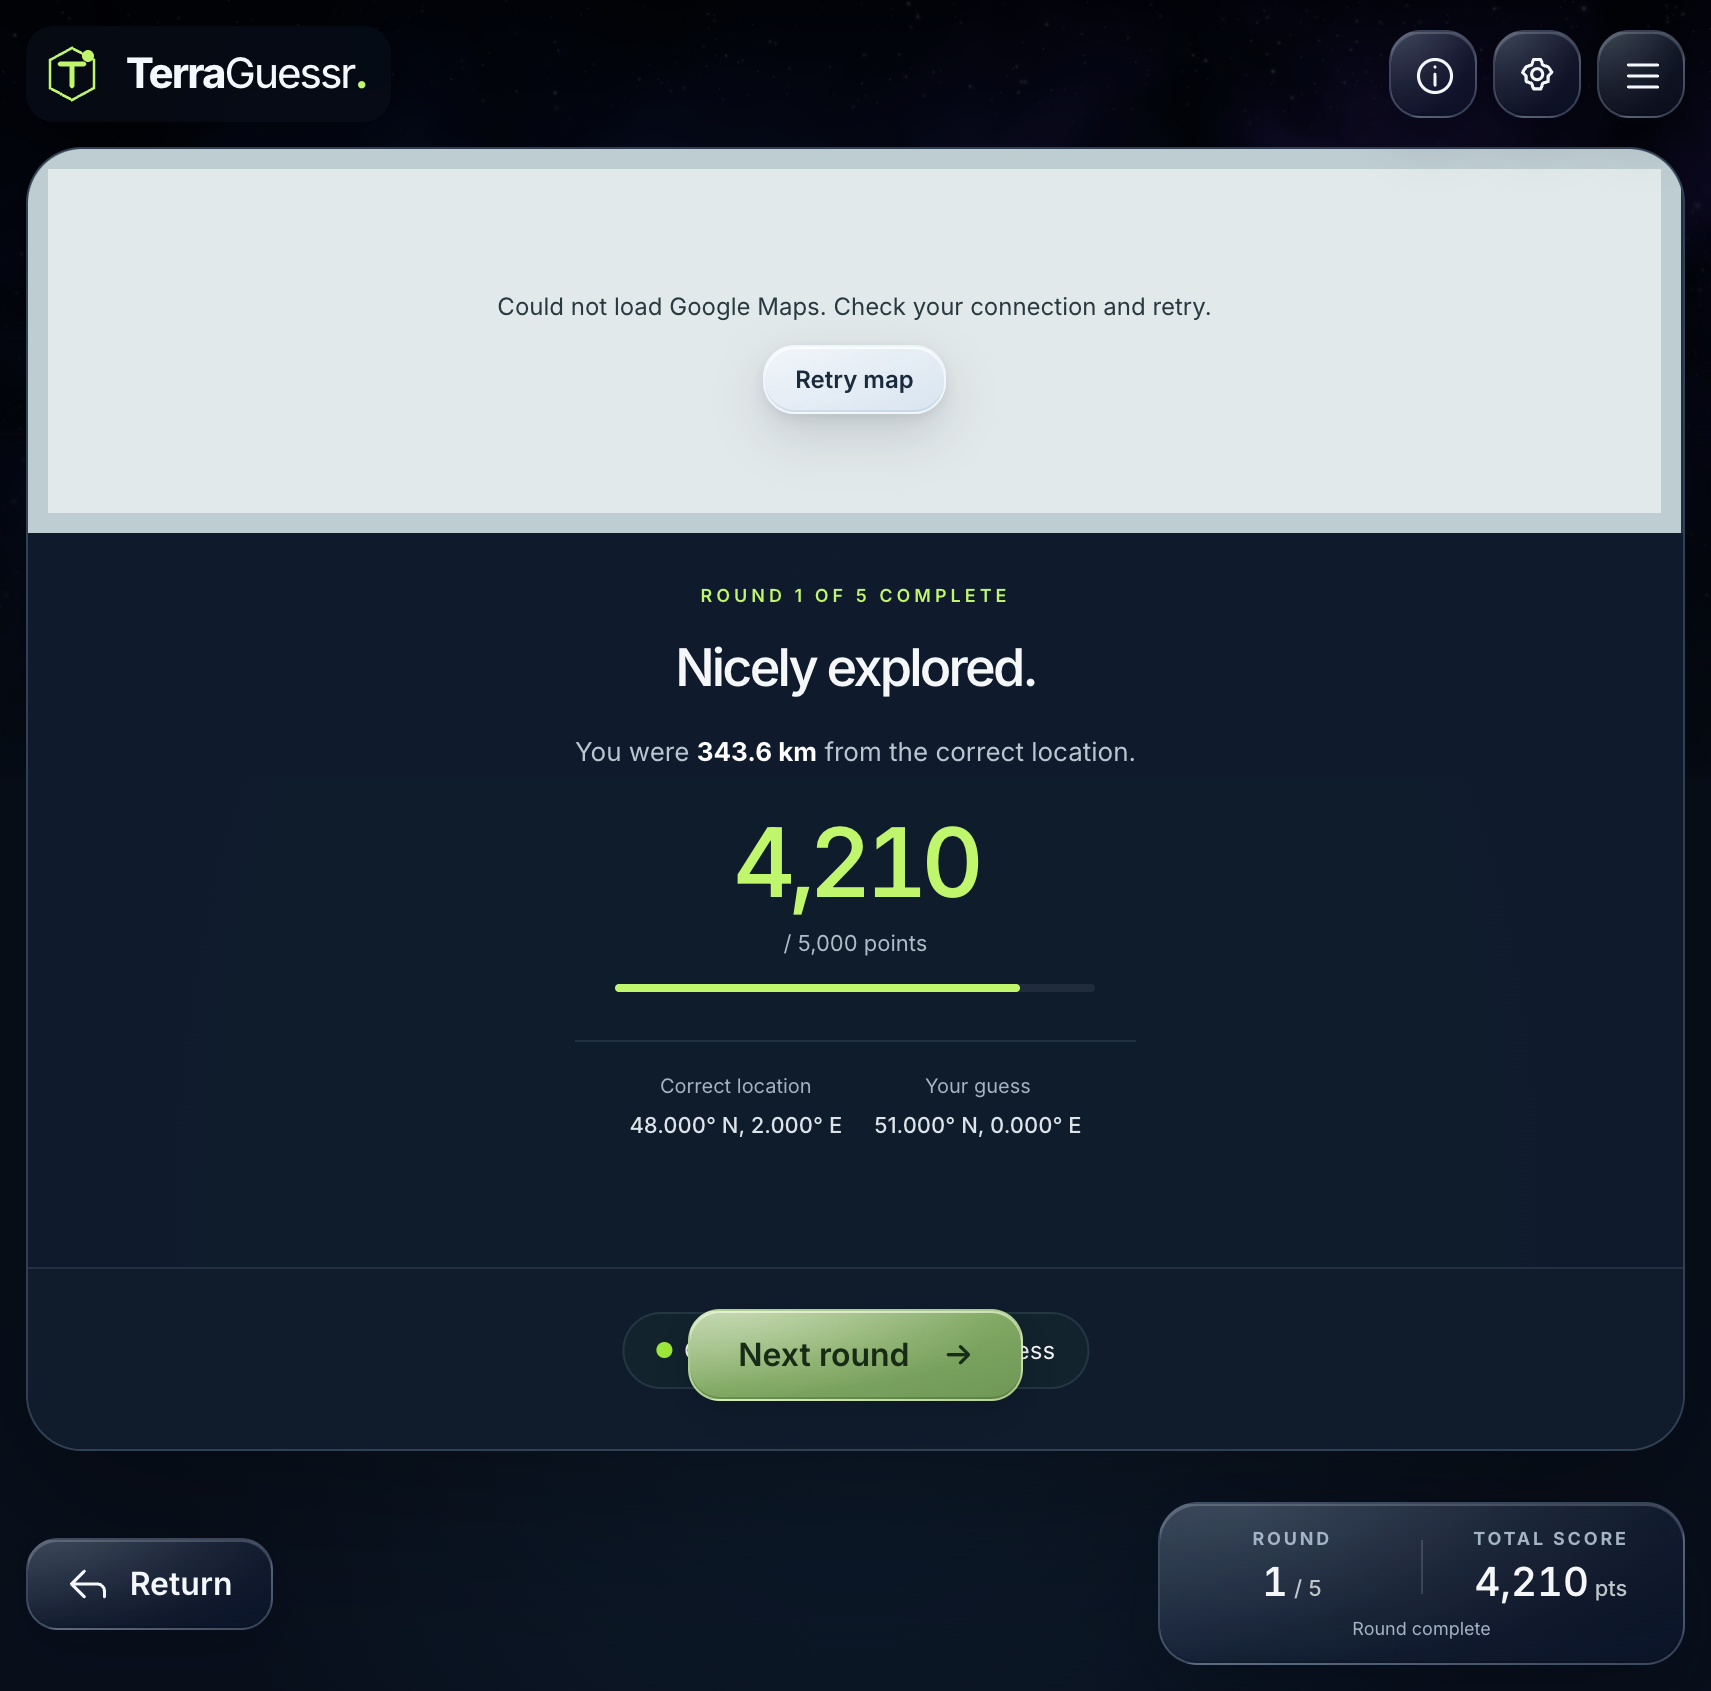 TerraGuessr.
Could not load Google Maps. Check your connection and retry.
Retry map
ROUND 1 OF 5 COMPLETE
Nicely explored.
You were 343.6 km from the correct location.
4,210
/ 5,000 points
Correct location
48.000° N, 2.000° E
Your guess
51.000° N, 0.000° E
Next round
Return
ROUND
1 / 5
TOTAL SCORE
4,210 pts
Round complete